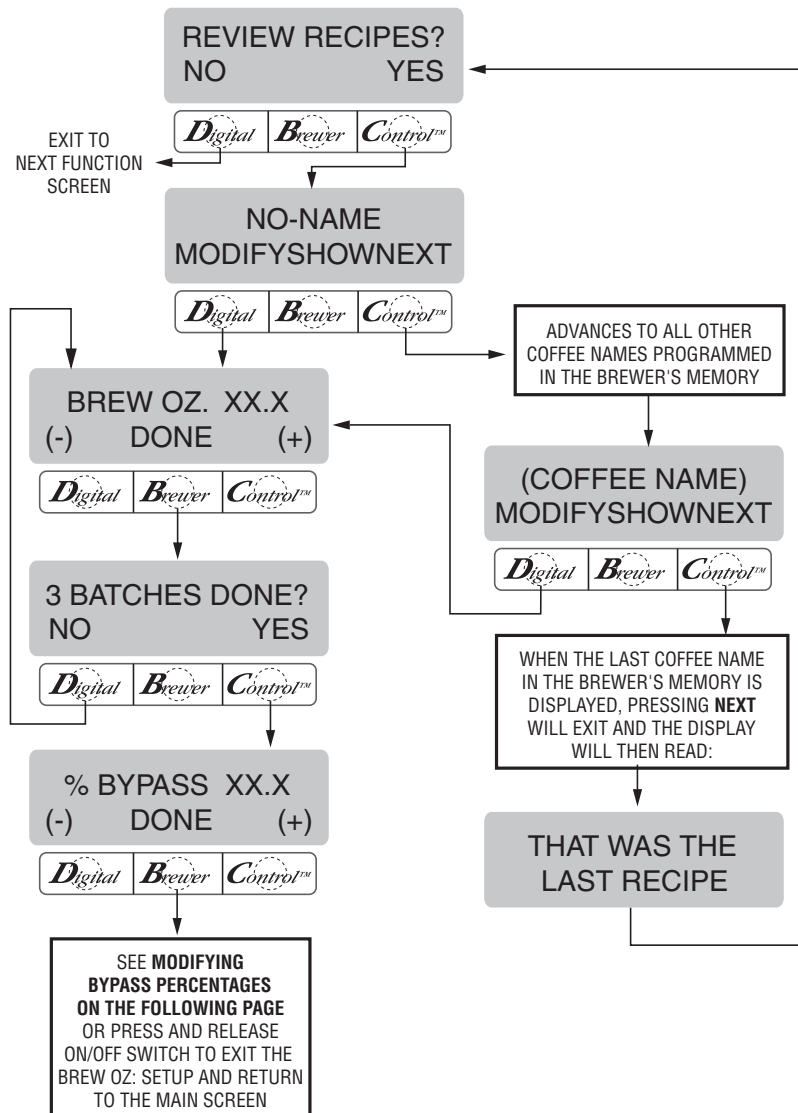 REVIEW RECIPES?
NO YES
Digital Brewer Control™
EXIT TO
NEXT FUNCTION
SCREEN
NO-NAME
MODIFYSHOWNEXT
Digital Brewer Control™
ADVANCES TO ALL OTHER
COFFEE NAMES PROGRAMMED
IN THE BREWER'S MEMORY
BREW OZ. XX.X
(-) DONE (+)
Digital Brewer Control™
(COFFEE NAME)
MODIFYSHOWNEXT
Digital Brewer Control™
3 BATCHES DONE?
NO YES
Digital Brewer Control™
WHEN THE LAST COFFEE NAME
IN THE BREWER'S MEMORY IS
DISPLAYED, PRESSING NEXT
WILL EXIT AND THE DISPLAY
WILL THEN READ:
% BYPASS XX.X
(-) DONE (+)
Digital Brewer Control™
THAT WAS THE
LAST RECIPE
SEE MODIFYING
BYPASS PERCENTAGES
ON THE FOLLOWING PAGE
OR PRESS AND RELEASE
ON/OFF SWITCH TO EXIT THE
BREW OZ: SETUP AND RETURN
TO THE MAIN SCREEN